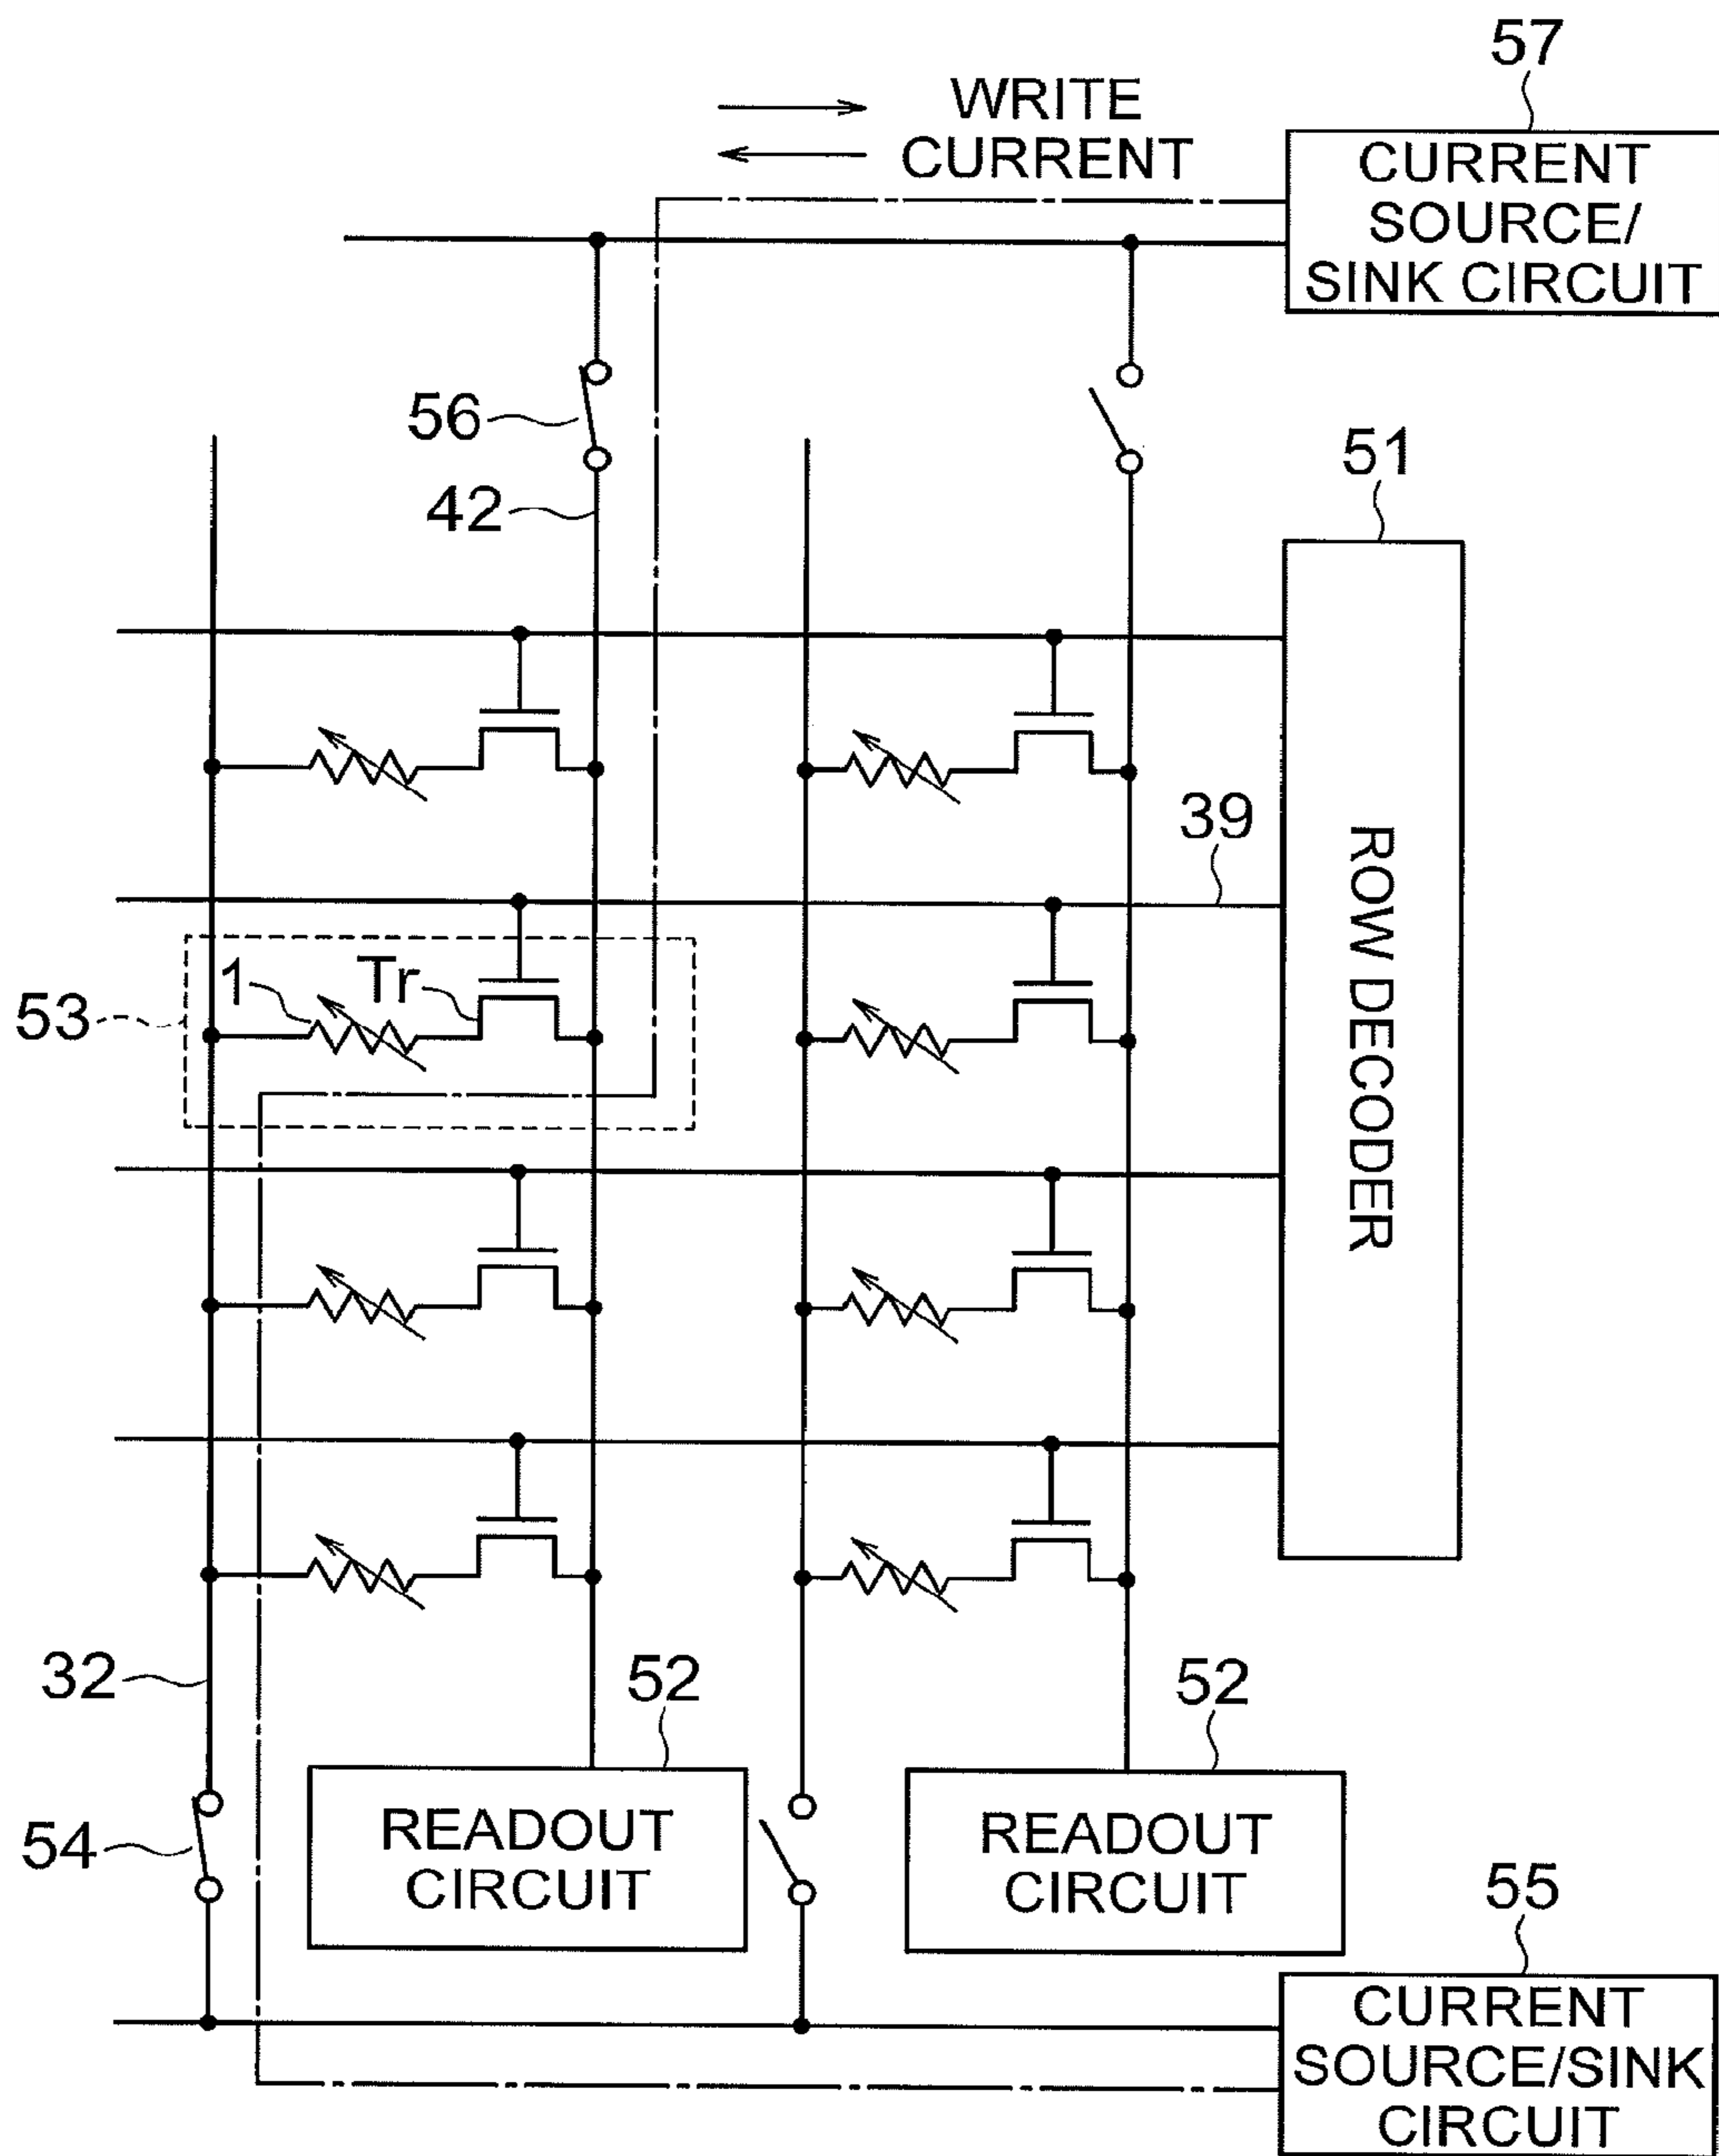 57
WRITE
CURRENT
CURRENT
SOURCE/
SINK CIRCUIT
56
51
42
39
ROW DECODER
1
Tr
53
32
52
52
READOUT
CIRCUIT
READOUT
CIRCUIT
54
55
CURRENT
SOURCE/SINK
CIRCUIT